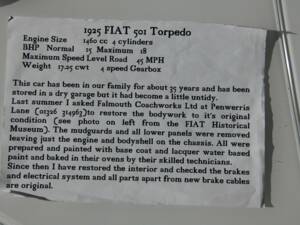 1925 FIAT 501 Torpedo
Engine Size 1460 cc 4 cylinders
BHP Normal 15 Maximum 18
Maximum Speed Level Road 45 MPH
Weight 17.25 cwt 4 speed Gearbox
This car has been in our family for about 35 years and has been
stored in a dry garage but it had become a little untidy.
Last summer I asked Falmouth Coachworks Ltd at Penwerris
Lane (01326 314962)to restore the bodywork to it's original
condition (see photo on left from the FIAT Historical
Museum). The mudguards and all lower panels were removed
leaving just the engine and bodyshell on the chassis. All were
prepared and painted with base coat and lacquer water based
paint and baked in their ovens by their skilled technicians.
Since then I have restored the interior and checked the brakes
and electrical system and all parts apart from new brake cables
are original.